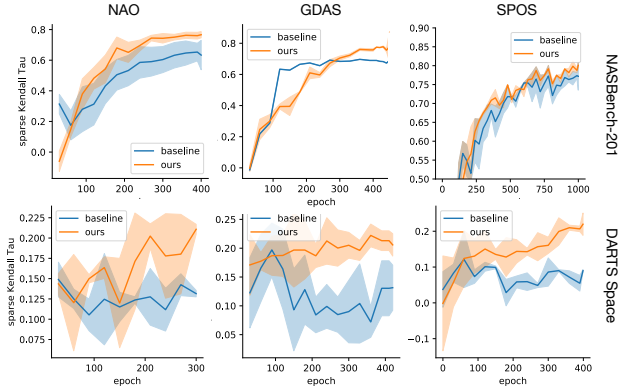 NAO GDAS SPOS
sparse Kendall Tau
0.8
0.6
0.4
0.2
0.0
100 200 300 400
baseline
ours
0.8
0.6
0.4
0.2
0.0
100 200 300 400
epoch
baseline
ours
0.90
0.85
0.80
0.75
0.70
0.65
0.60
0.55
0.50
0 250 500 750 1000
baseline
ours
NASBench-201
sparse Kendall Tau
0.225
0.200
0.175
0.150
0.125
0.100
0.075
100 200 300
epoch
baseline
ours
0.25
0.20
0.15
0.10
0.05
100 200 300 400
epoch
baseline
ours
0.2
0.1
0.0
−0.1
0 100 200 300 400
epoch
baseline
ours
DARTS Space